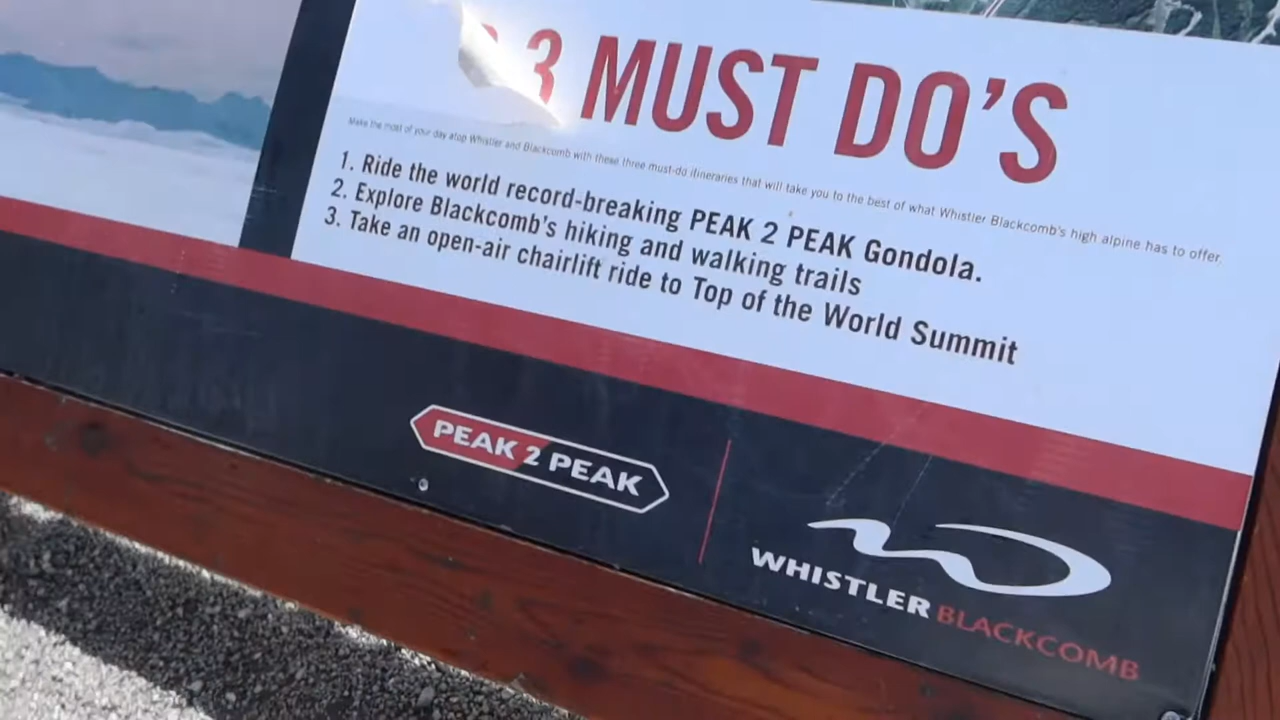 3 MUST DO'S
Make the most of your day atop Whistler and Blackcomb with these three must-do itineraries that will take you to the best of what Whistler Blackcomb's high alpine has to offer.
1. Ride the world record-breaking PEAK 2 PEAK Gondola.
2. Explore Blackcomb's hiking and walking trails
3. Take an open-air chairlift ride to Top of the World Summit
PEAK 2 PEAK
WHISTLER BLACKCOMB